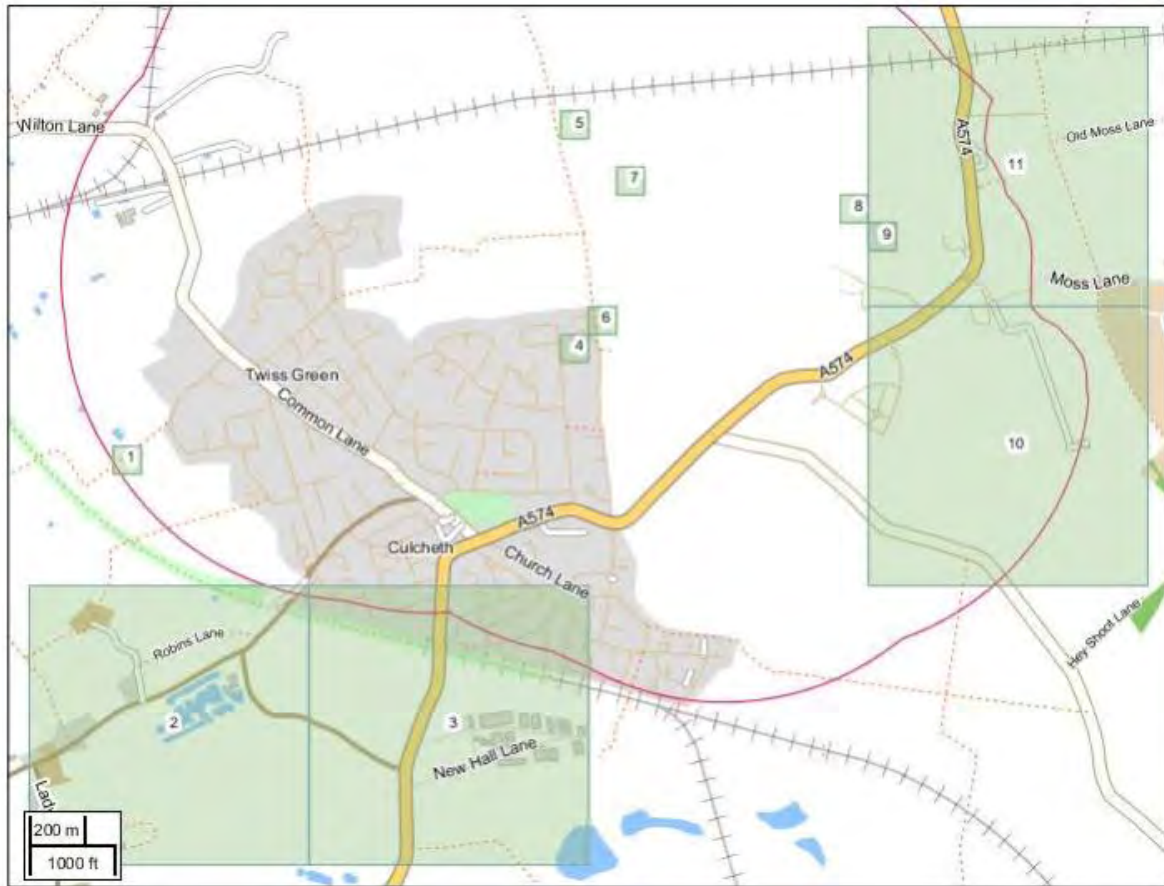 5
Wilton Lane
A574
Old Moss Lane
11
7
8
9
Moss Lane
6
4
A574
Twiss Green
Common Lane
10
1
A574
Culcheth
Church Lane
Robins Lane
Hey Shoot Lane
2
3
New Hall Lane
Lady
200 m
1000 ft